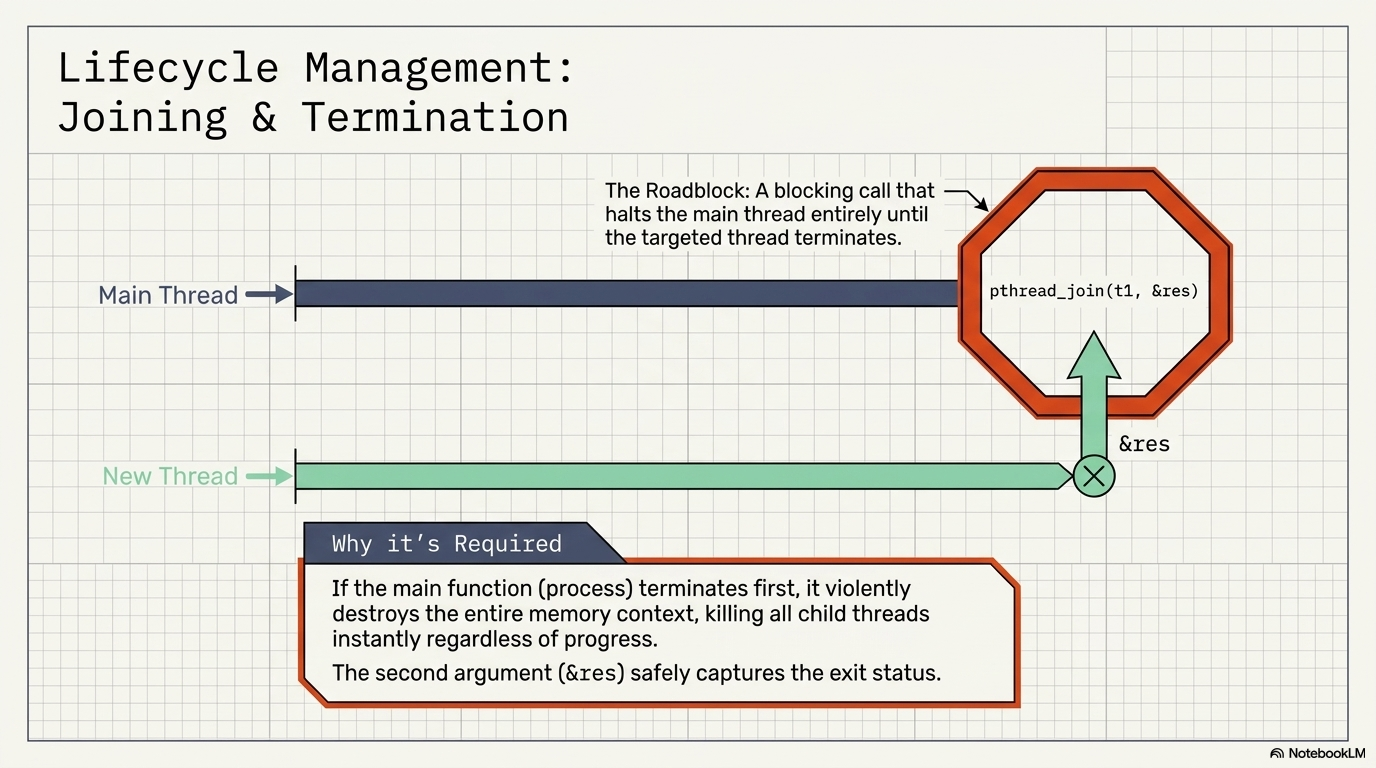 Lifecycle Management:
Joining & Termination
The Roadblock: A blocking call that
halts the main thread entirely until
the targeted thread terminates.
Main Thread
pthread_join(t1, &res)
&res
New Thread
Why it’s Required
If the main function (process) terminates first, it violently
destroys the entire memory context, killing all child threads
instantly regardless of progress.
The second argument (&res) safely captures the exit status.
NotebookLM